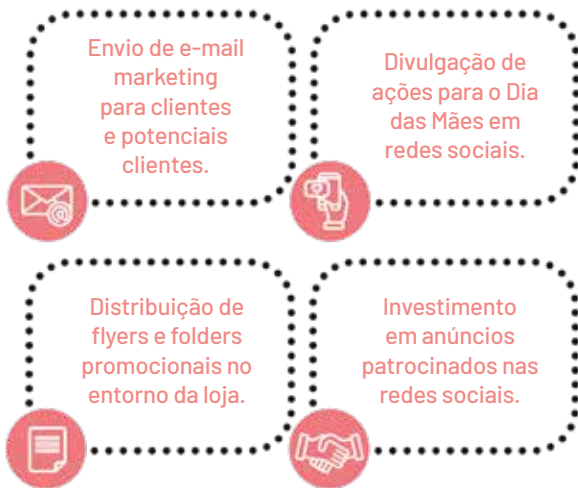 Envio de e-mail
marketing
para clientes
e potenciais
clientes.
Divulgação de
ações para o Dia
das Mães em
redes sociais.
Distribuição de
flyers e folders
promocionais no
entorno da loja.
Investimento
em anúncios
patrocinados nas
redes sociais.